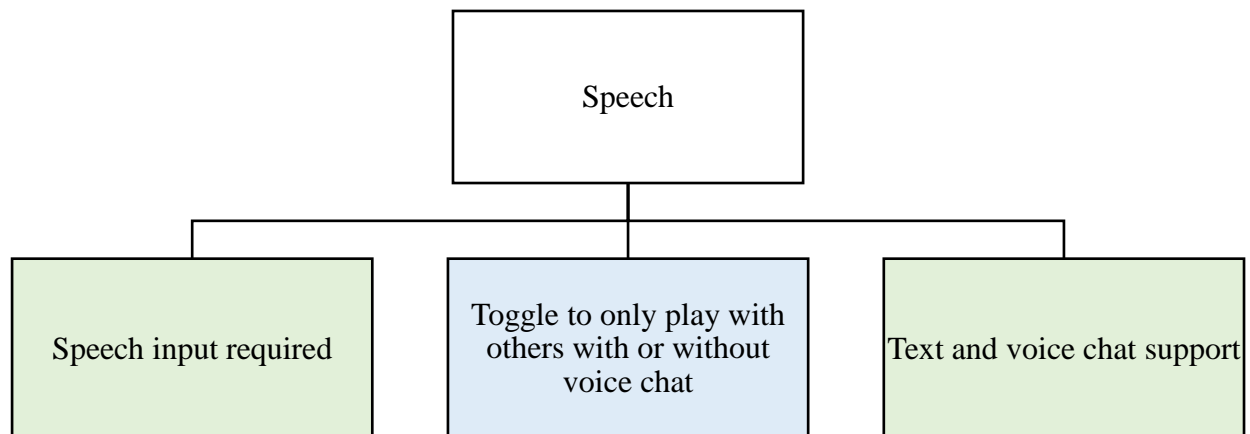 Speech
Speech input required
Toggle to only play with
others with or without
voice chat
Text and voice chat support